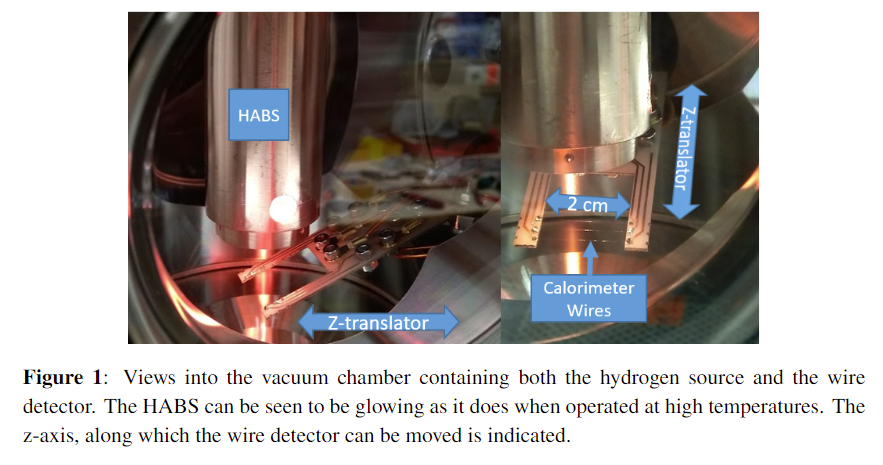 HABS
Z-translator
Z-translator
2 cm
Calorimeter
Wires
Figure 1: Views into the vacuum chamber containing both the hydrogen source and the wire
detector. The HABS can be seen to be glowing as it does when operated at high temperatures. The
z-axis, along which the wire detector can be moved is indicated.